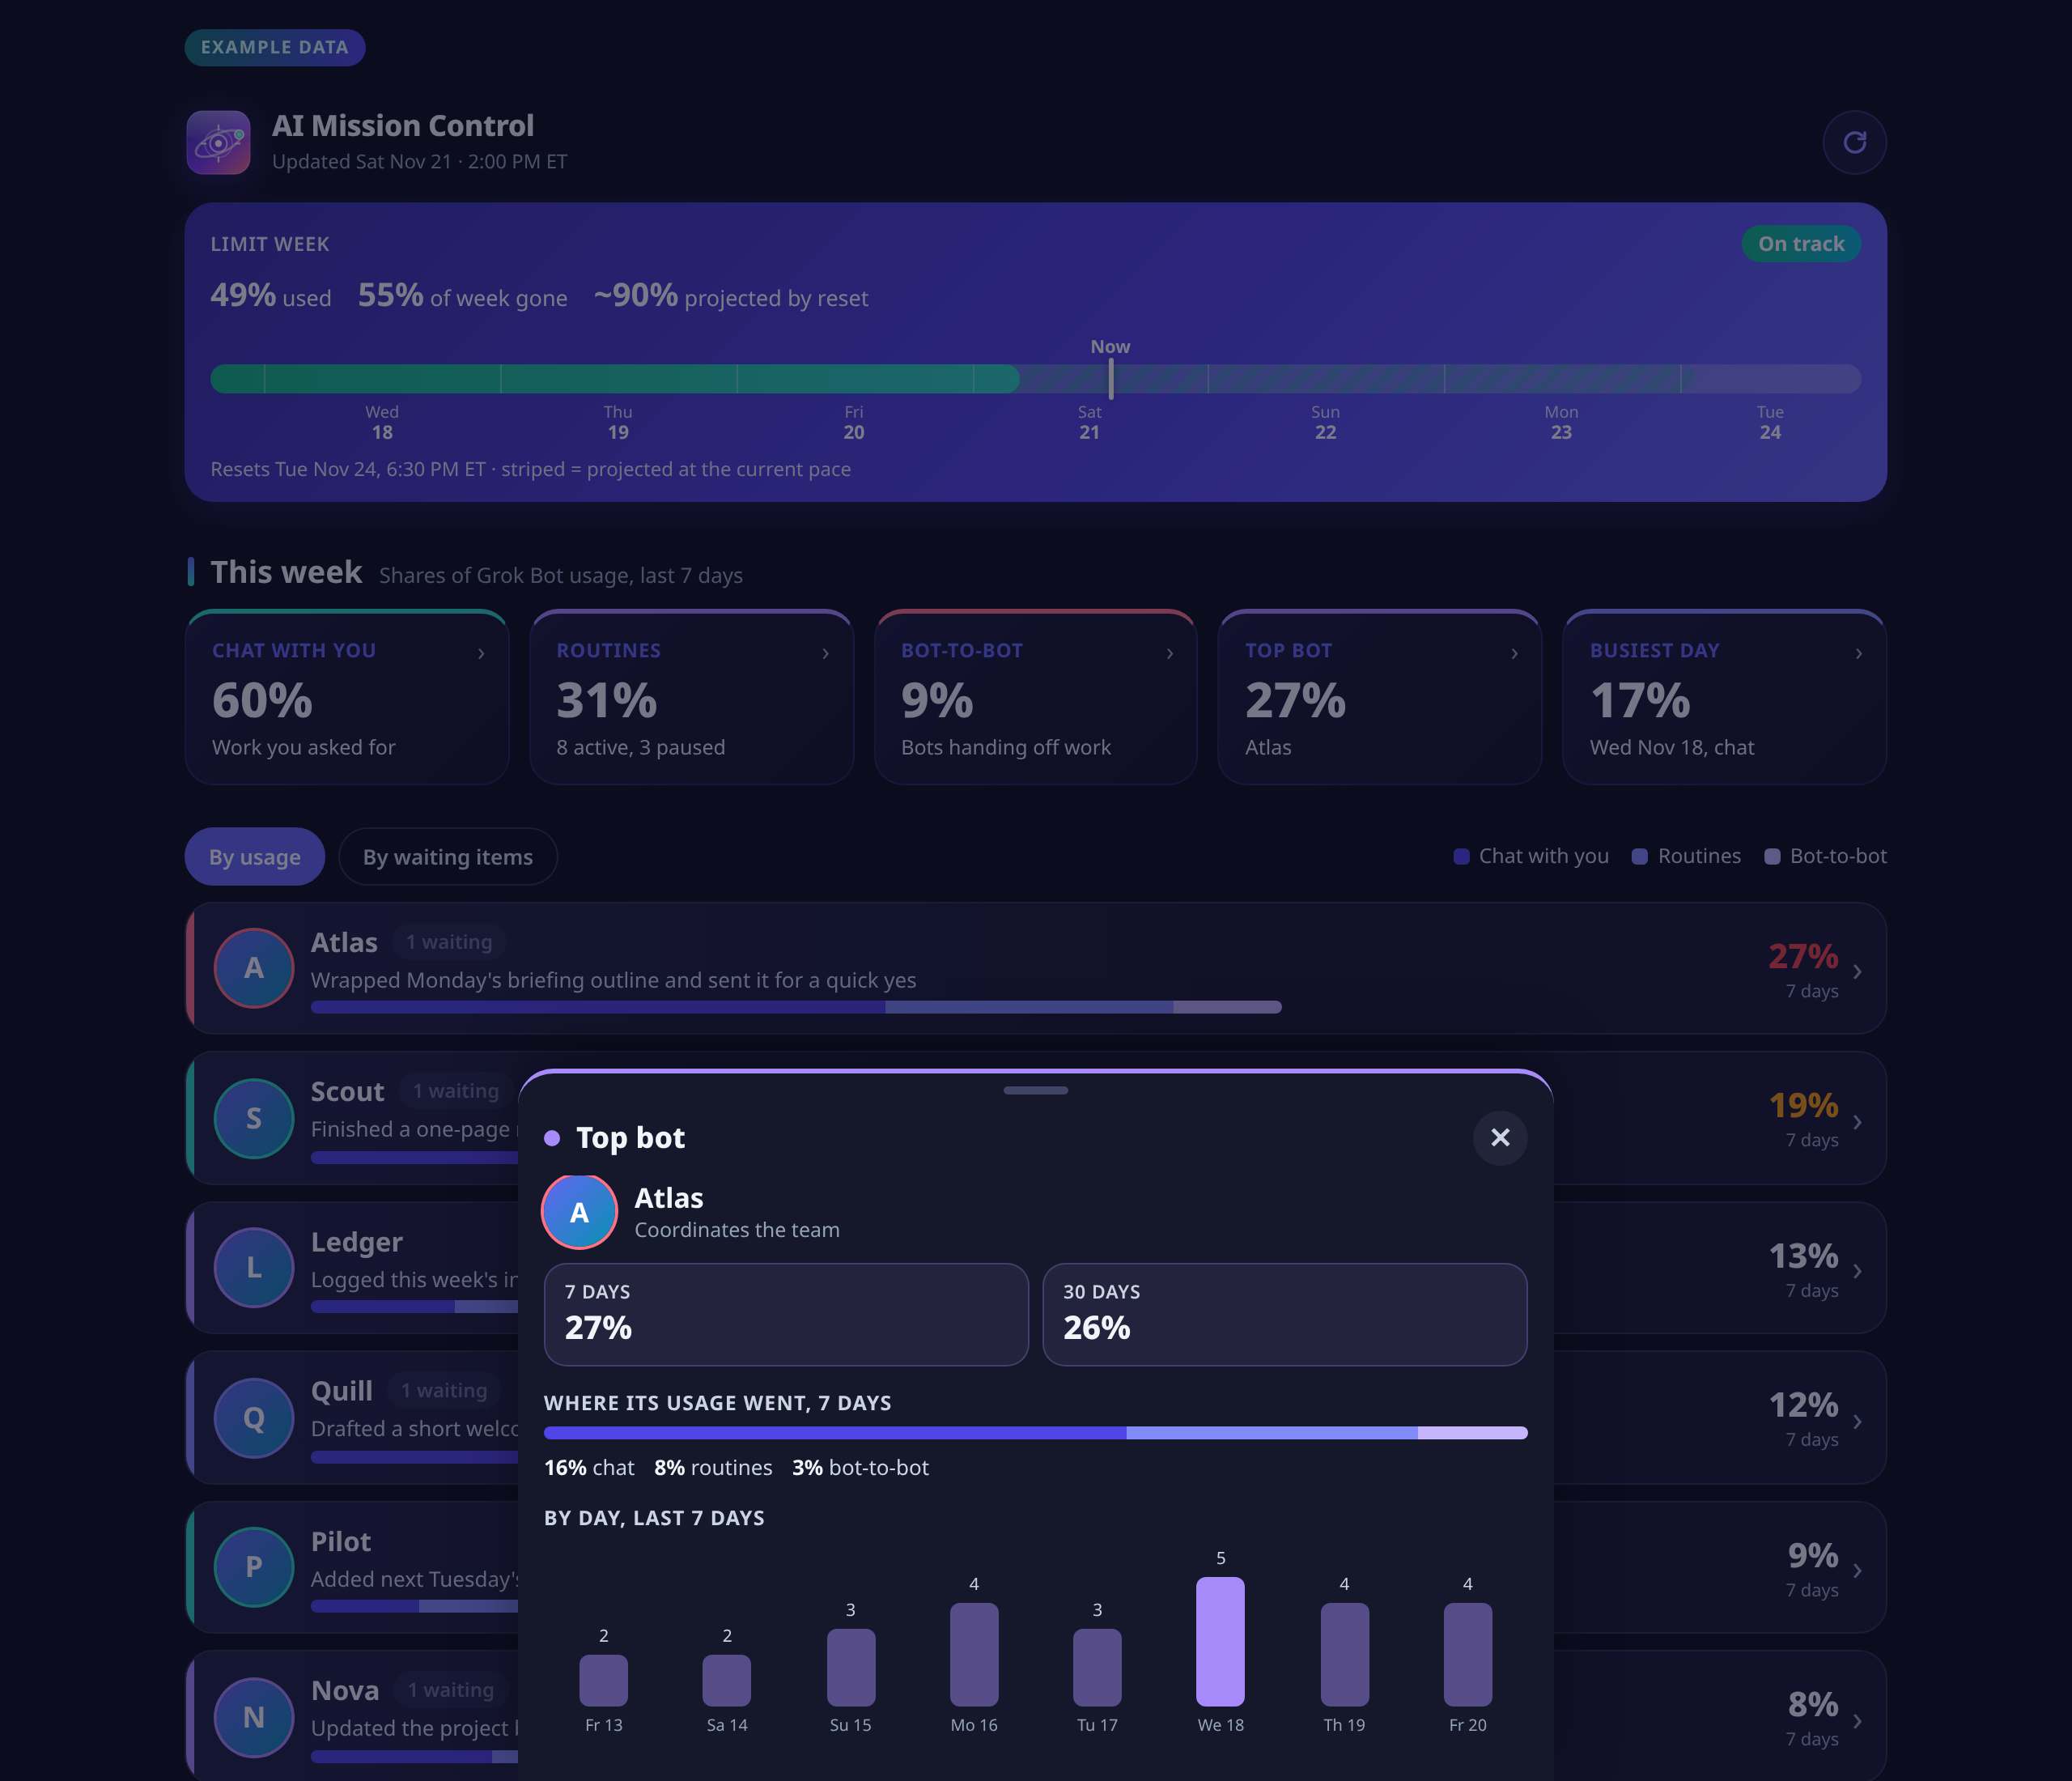 EXAMPLE DATA
AI Mission Control
Updated Sat Nov 21 · 2:00 PM ET
LIMIT WEEK
On track
49% used 55% of week gone ~90% projected by reset
Now
Wed Thu Fri Sat Sun Mon Tue
18 19 20 21 22 23 24
Resets Tue Nov 24, 6:30 PM ET · striped = projected at the current pace
This week Shares of Grok Bot usage, last 7 days
CHAT WITH YOU ›
60%
Work you asked for
ROUTINES ›
31%
8 active, 3 paused
BOT-TO-BOT ›
9%
Bots handing off work
TOP BOT ›
27%
Atlas
BUSIEST DAY ›
17%
Wed Nov 18, chat
By usage By waiting items
Chat with you Routines Bot-to-bot
A
Atlas 1 waiting
Wrapped Monday's briefing outline and sent it for a quick yes
27% ›
7 days
S
Scout 1 waiting
Finished a one-page
19% ›
7 days
L
Ledger
Logged this week's
13% ›
7 days
Q
Quill 1 waiting
Drafted a short
12% ›
7 days
P
Pilot
Added next Tuesday's
9% ›
7 days
N
Nova 1 waiting
Updated the project
8% ›
7 days
Top bot
✕
A
Atlas
Coordinates the team
7 DAYS
27%
30 DAYS
26%
WHERE ITS USAGE WENT, 7 DAYS
16% chat 8% routines 3% bot-to-bot
BY DAY, LAST 7 DAYS
2 2 3 4 3 5 4 4
Fr 13 Sa 14 Su 15 Mo 16 Tu 17 We 18 Th 19 Fr 20